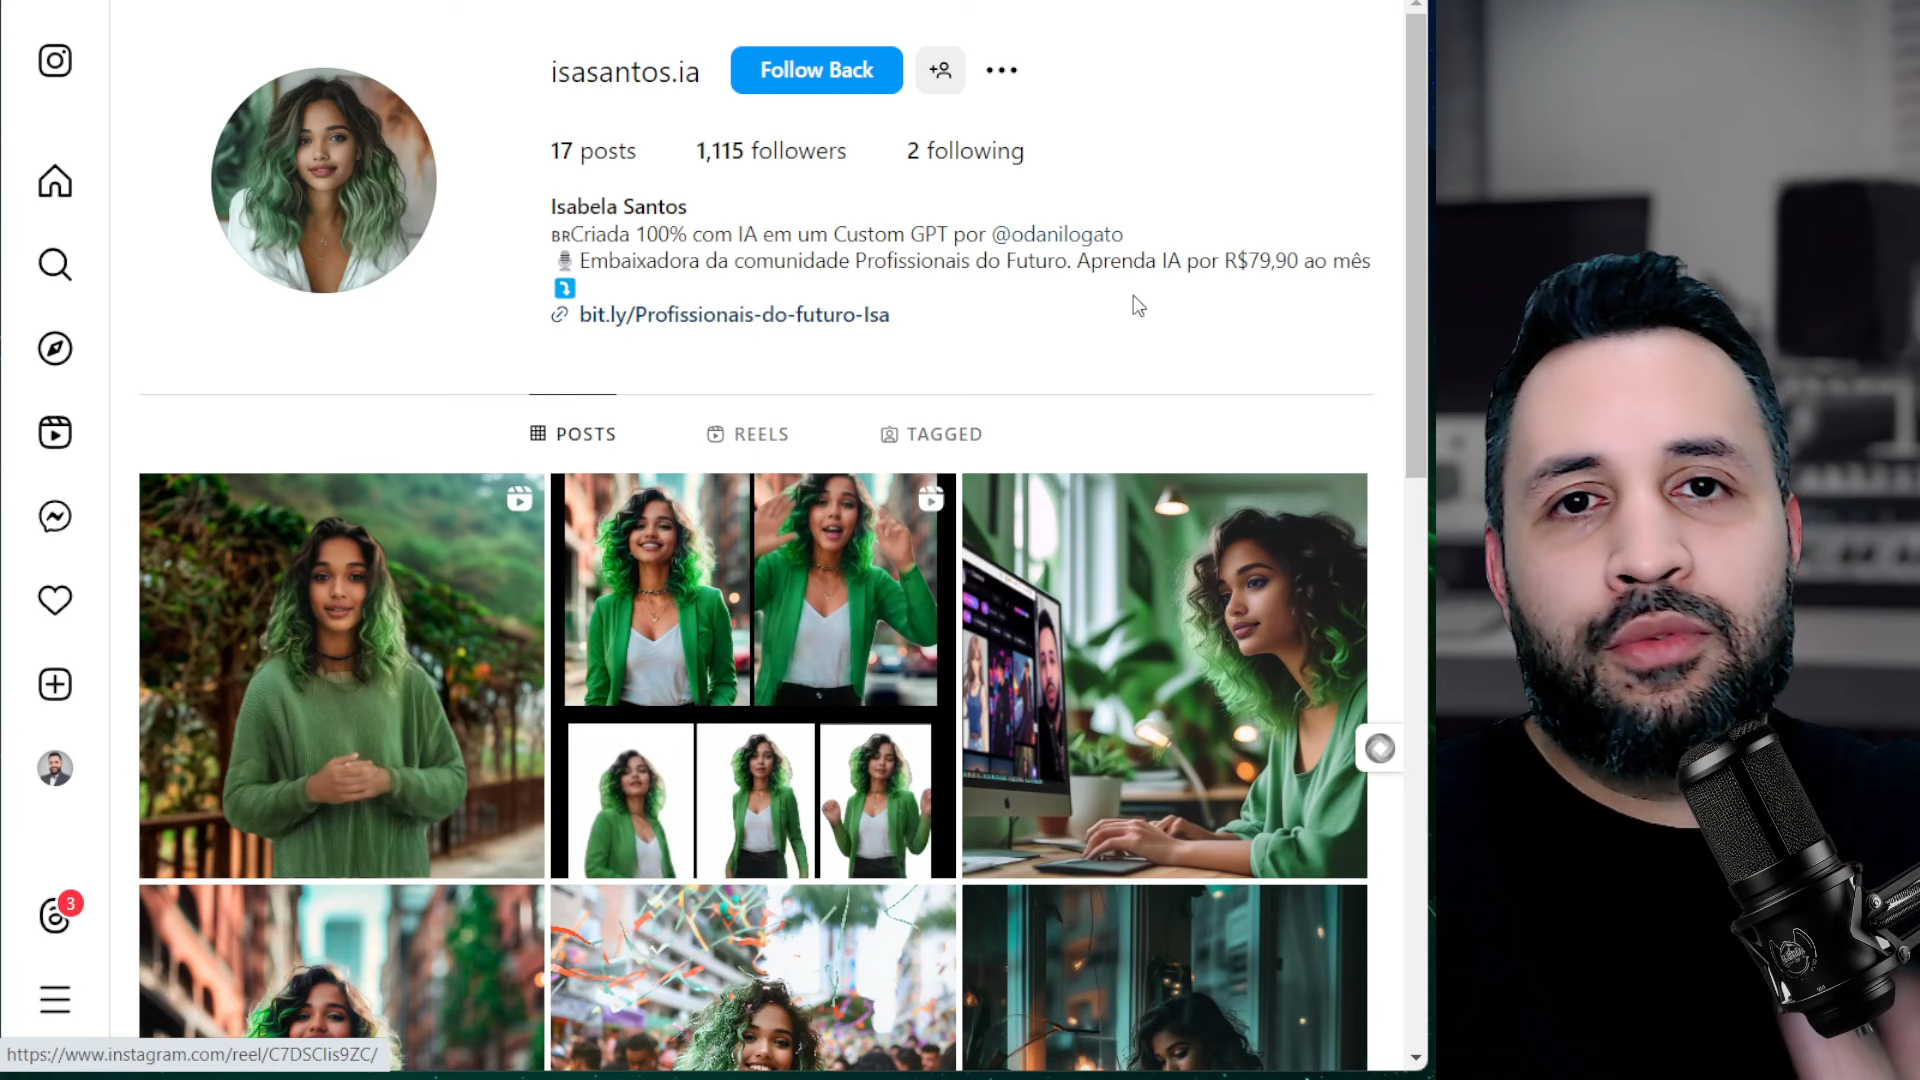 isasantos.ia
Follow Back
17 posts
1,115 followers
2 following
Isabela Santos
BRCriada 100% com IA em um Custom GPT por @odanilogato
Embaixadora da comunidade Profissionais do Futuro. Aprenda IA por R$79,90 ao mês
bit.ly/Profissionais-do-futuro-Isa
POSTS
REELS
TAGGED
3
https://www.instagram.com/reel/C7DSCIis9ZC/